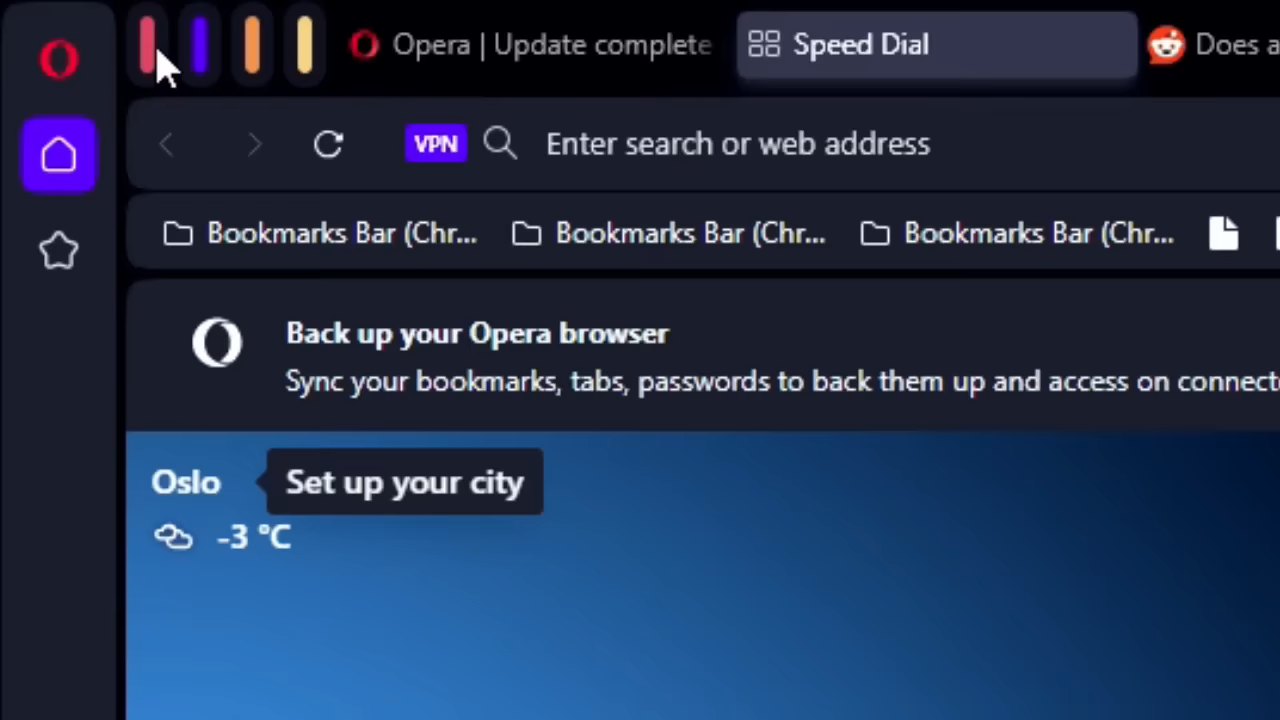 Opera | Update complete
Speed Dial
Does a
VPN
Enter search or web address
Bookmarks Bar (Chr...
Bookmarks Bar (Chr...
Bookmarks Bar (Chr...
Back up your Opera browser
Sync your bookmarks, tabs, passwords to back them up and access on connect
Oslo
Set up your city
-3 °C